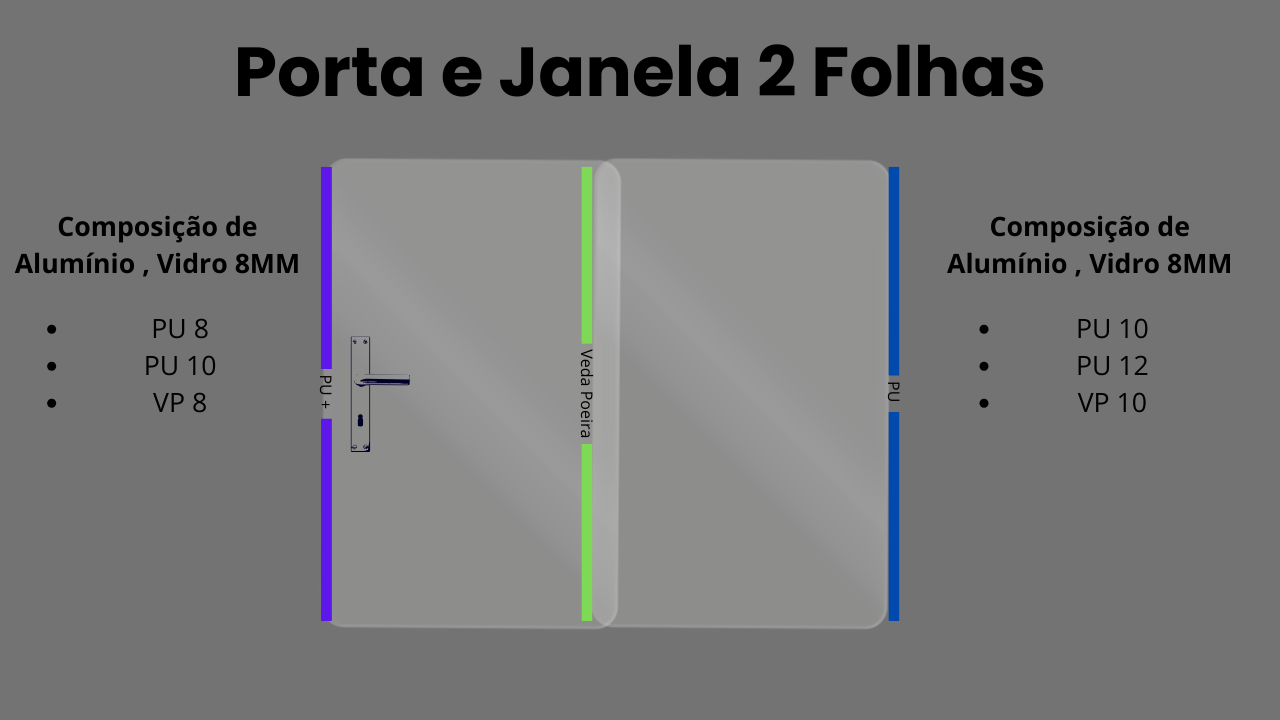 Porta e Janela 2 Folhas
Composição de
Alumínio , Vidro 8MM
PU 8
PU 10
VP 8
PU +
Veda Poeira
PU
Composição de
Alumínio , Vidro 8MM
PU 10
PU 12
VP 10